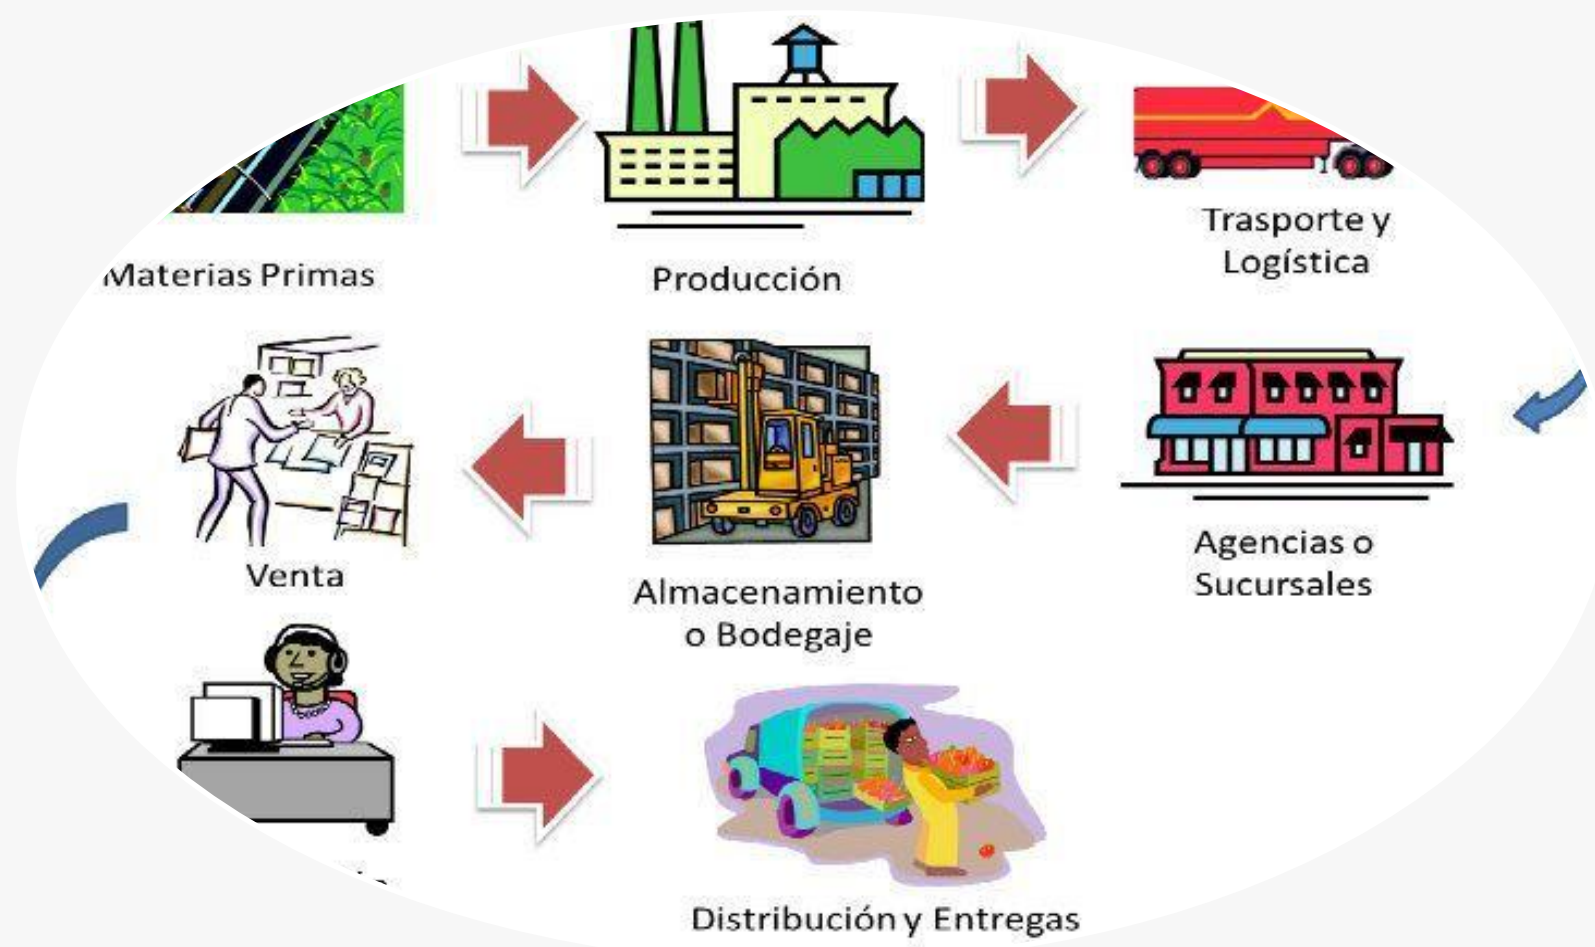 Materias Primas
Producción
Trasporte y
Logística
Venta
Almacenamiento
o Bodegaje
Agencias o
Sucursales
Distribución y Entregas